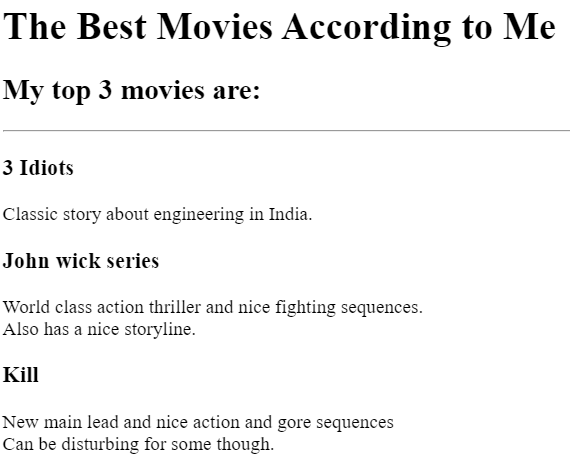 The Best Movies According to Me
My top 3 movies are:
3 Idiots
Classic story about engineering in India.
John wick series
World class action thriller and nice fighting sequences.
Also has a nice storyline.
Kill
New main lead and nice action and gore sequences
Can be disturbing for some though.